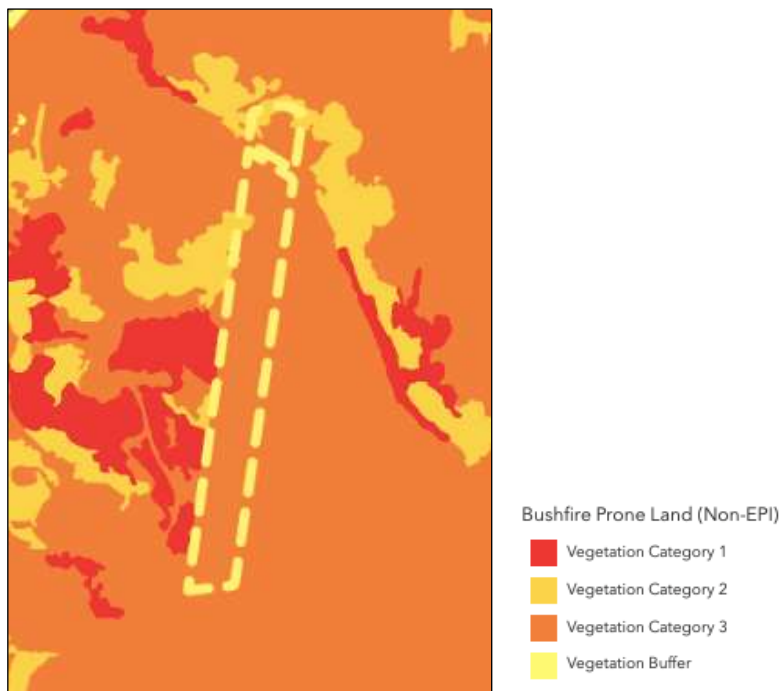 Bushfire Prone Land (Non-EPI)
Vegetation Category 1
Vegetation Category 2
Vegetation Category 3
Vegetation Buffer